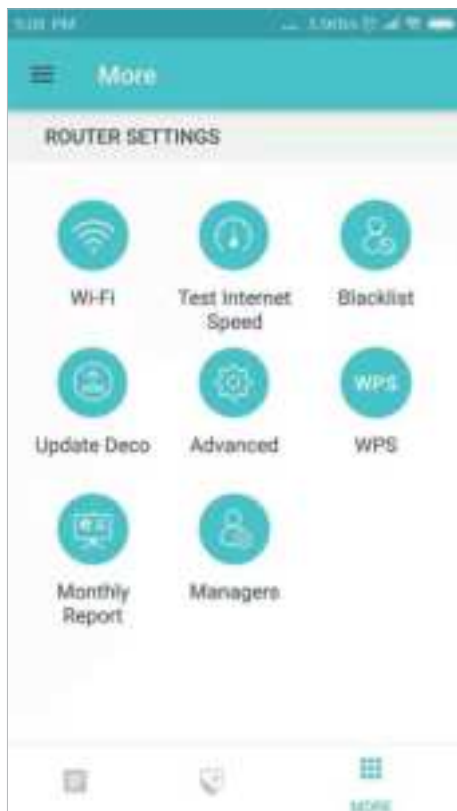 More
ROUTER SETTINGS
Wi-Fi
Test Internet
Speed
Blacklist
Update Deco
Advanced
WPS
WPS
Monthly
Report
Managers
MORE